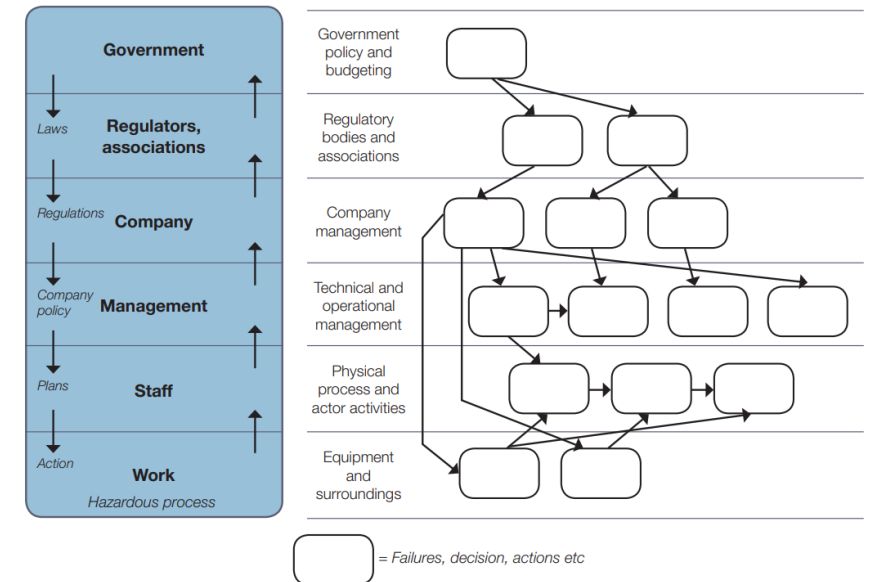 Government
Laws
Regulators,
associations
Regulations
Company
Company
policy
Management
Plans
Staff
Action
Work
Hazardous process
Government
policy and
budgeting
Regulatory
bodies and
associations
Company
management
Technical and
operational
management
Physical
process and
actor activities
Equipment
and
surroundings
= Failures, decision, actions etc